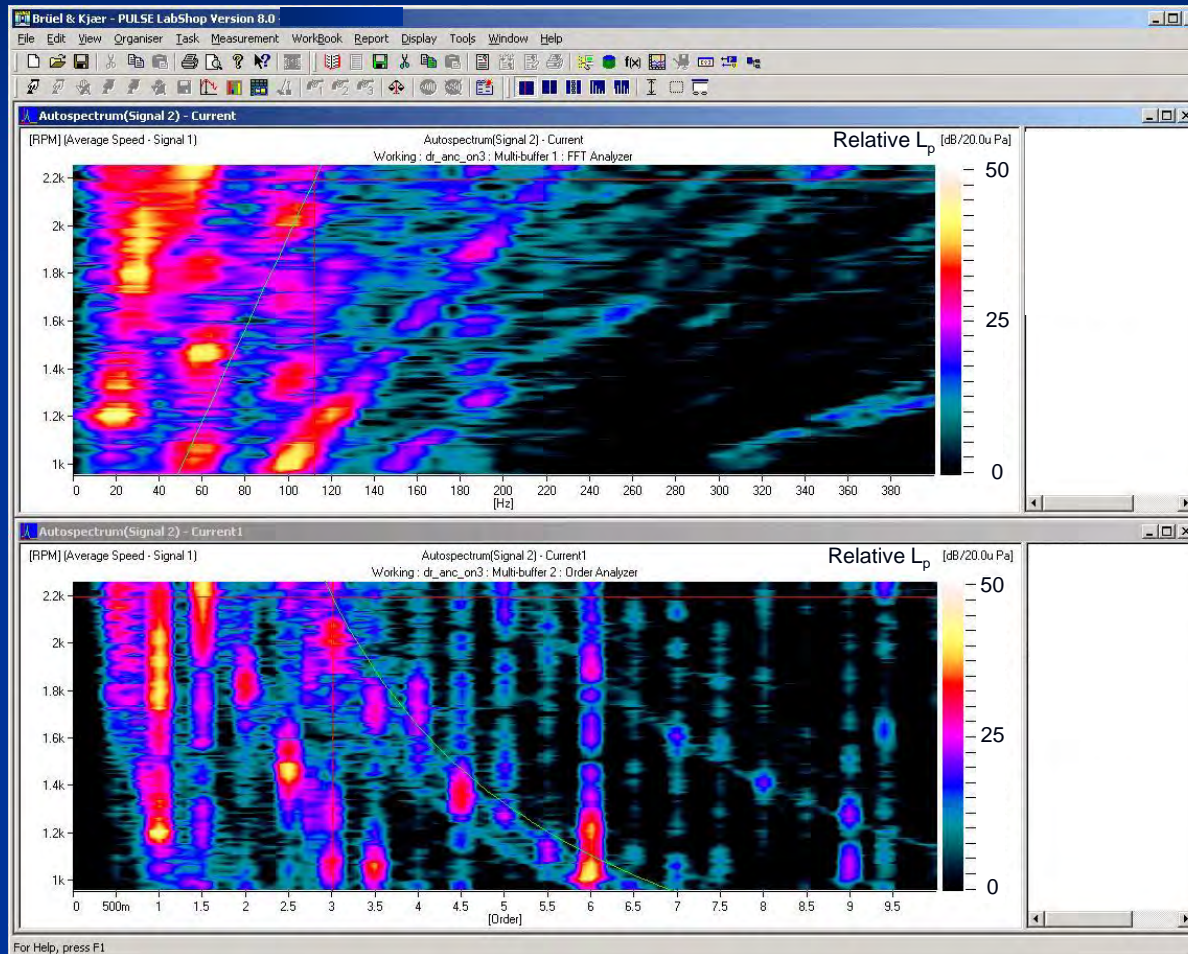 Brüel & Kjær - PULSE LabShop Version 8.0 -
File Edit View Organiser Task Measurement WorkBook Report Display Tools Window Help
Autospectrum(Signal 2) - Current
[RPM] (Average Speed - Signal 1)
Autospectrum(Signal 2) - Current
Relative Lp [dB/20.0u Pa]
Working : dr_anc_on3 : Multi-buffer 1 : FFT Analyzer
2.2k
2k
1.8k
1.6k
1.4k
1.2k
1k
50
25
0
0 20 40 60 80 100 120 140 160 180 200 220 240 260 280 300 320 340 360 380
[Hz]
Autospectrum(Signal 2) - Current1
[RPM] (Average Speed - Signal 1)
Autospectrum(Signal 2) - Current1
Relative Lp [dB/20.0u Pa]
Working : dr_anc_on3 : Multi-buffer 2 : Order Analyzer
2.2k
2k
1.8k
1.6k
1.4k
1.2k
1k
50
25
0
0 500m 1 1.5 2 2.5 3 3.5 4 4.5 5 5.5 6 6.5 7 7.5 8 8.5 9 9.5
[Order]
For Help, press F1